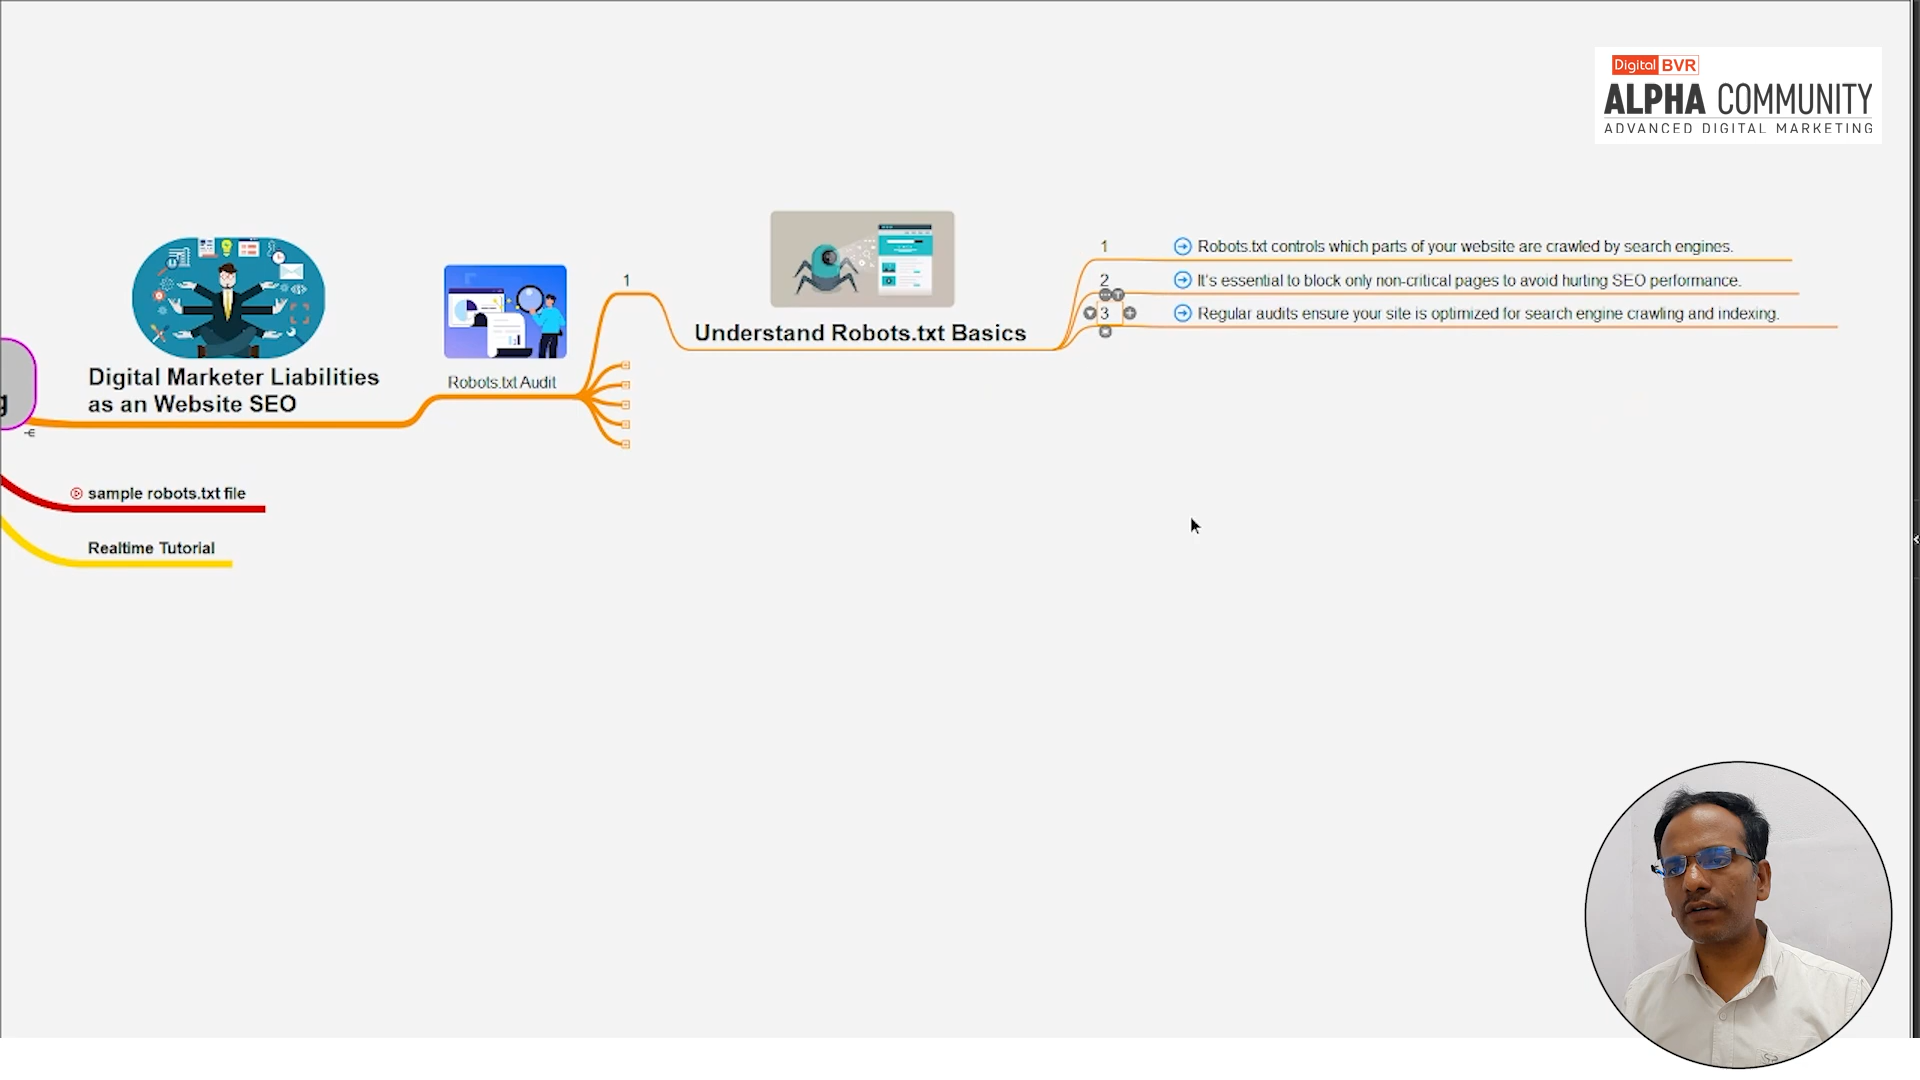 Digital BVR
ALPHA COMMUNITY
ADVANCED DIGITAL MARKETING
Digital Marketer Liabilities
as an Website SEO
Robots.txt Audit
1
Understand Robots.txt Basics
1
Robots.txt controls which parts of your website are crawled by search engines.
2
It's essential to block only non-critical pages to avoid hurting SEO performance.
3
Regular audits ensure your site is optimized for search engine crawling and indexing.
g
sample robots.txt file
Realtime Tutorial